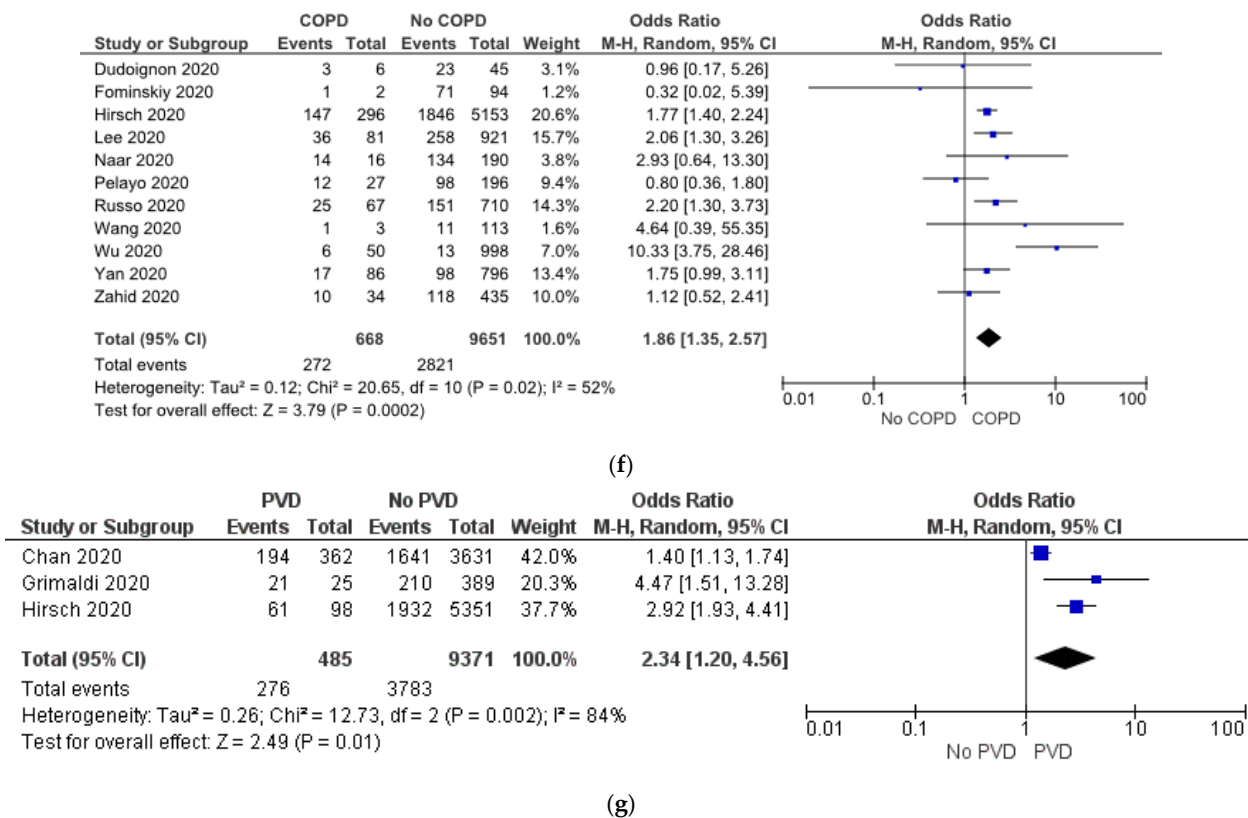 COPD No COPD Odds Ratio Odds Ratio
Study or Subgroup Events Total Events Total Weight M-H, Random, 95% CI M-H, Random, 95% CI
Dudoignon 2020 3 6 23 45 3.1% 0.96 [0.17, 5.26]
Fominskiy 2020 1 2 71 94 1.2% 0.32 [0.02, 5.39]
Hirsch 2020 147 296 1846 5153 20.6% 1.77 [1.40, 2.24]
Lee 2020 36 81 258 921 15.7% 2.06 [1.30, 3.26]
Naar 2020 14 16 134 190 3.8% 2.93 [0.64, 13.30]
Pelayo 2020 12 27 98 196 9.4% 0.80 [0.36, 1.80]
Russo 2020 25 67 151 710 14.3% 2.20 [1.30, 3.73]
Wang 2020 1 3 11 113 1.6% 4.64 [0.39, 55.35]
Wu 2020 6 50 13 998 7.0% 10.33 [3.75, 28.46]
Yan 2020 17 86 98 796 13.4% 1.75 [0.99, 3.11]
Zahid 2020 10 34 118 435 10.0% 1.12 [0.52, 2.41]
Total (95% CI) 668 9651 100.0% 1.86 [1.35, 2.57]
Total events 272 2821
Heterogeneity: Tau² = 0.12; Chi² = 20.65, df = 10 (P = 0.02); I² = 52%
Test for overall effect: Z = 3.79 (P = 0.0002)
0.01 0.1 1 10 100
No COPD COPD
(f)
PVD No PVD Odds Ratio Odds Ratio
Study or Subgroup Events Total Events Total Weight M-H, Random, 95% CI M-H, Random, 95% CI
Chan 2020 194 362 1641 3631 42.0% 1.40 [1.13, 1.74]
Grimaldi 2020 21 25 210 389 20.3% 4.47 [1.51, 13.28]
Hirsch 2020 61 98 1932 5351 37.7% 2.92 [1.93, 4.41]
Total (95% CI) 485 9371 100.0% 2.34 [1.20, 4.56]
Total events 276 3783
Heterogeneity: Tau² = 0.26; Chi² = 12.73, df = 2 (P = 0.002); I² = 84%
Test for overall effect: Z = 2.49 (P = 0.01)
0.01 0.1 1 10 100
No PVD PVD
(g)